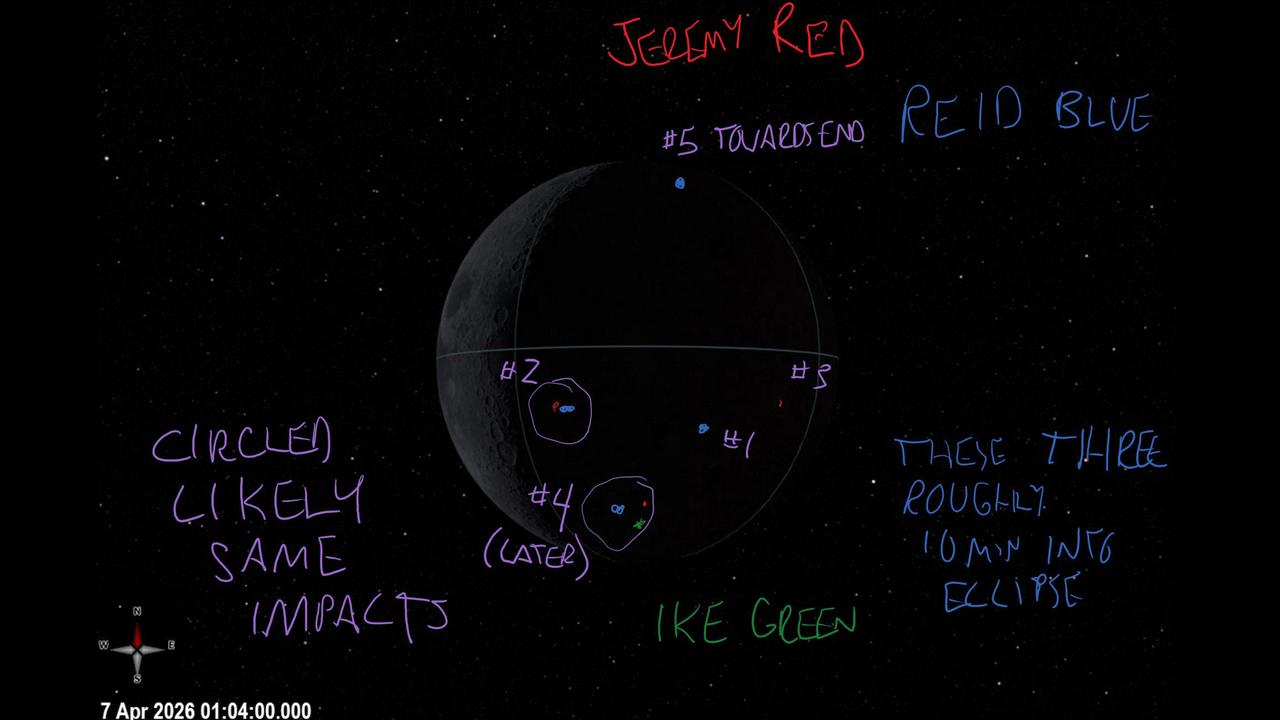 JEREMY RED
REID BLUE
#5 TOWARDS END
#2
#3
#1
CIRCLED
LIKELY
SAME
IMPACTS
#4
(LATER)
THESE THREE
ROUGHLY
10 MIN INTO
ECLIPSE
IKE GREEN
N
W E
S
7 Apr 2026 01:04:00.000